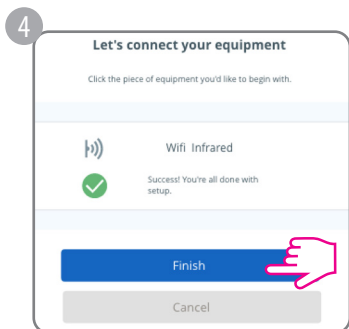 4
Let's connect your equipment
Click the piece of equipment you'd like to begin with.
Wifi Infrared
Success! You're all done with
setup.
Finish
Cancel